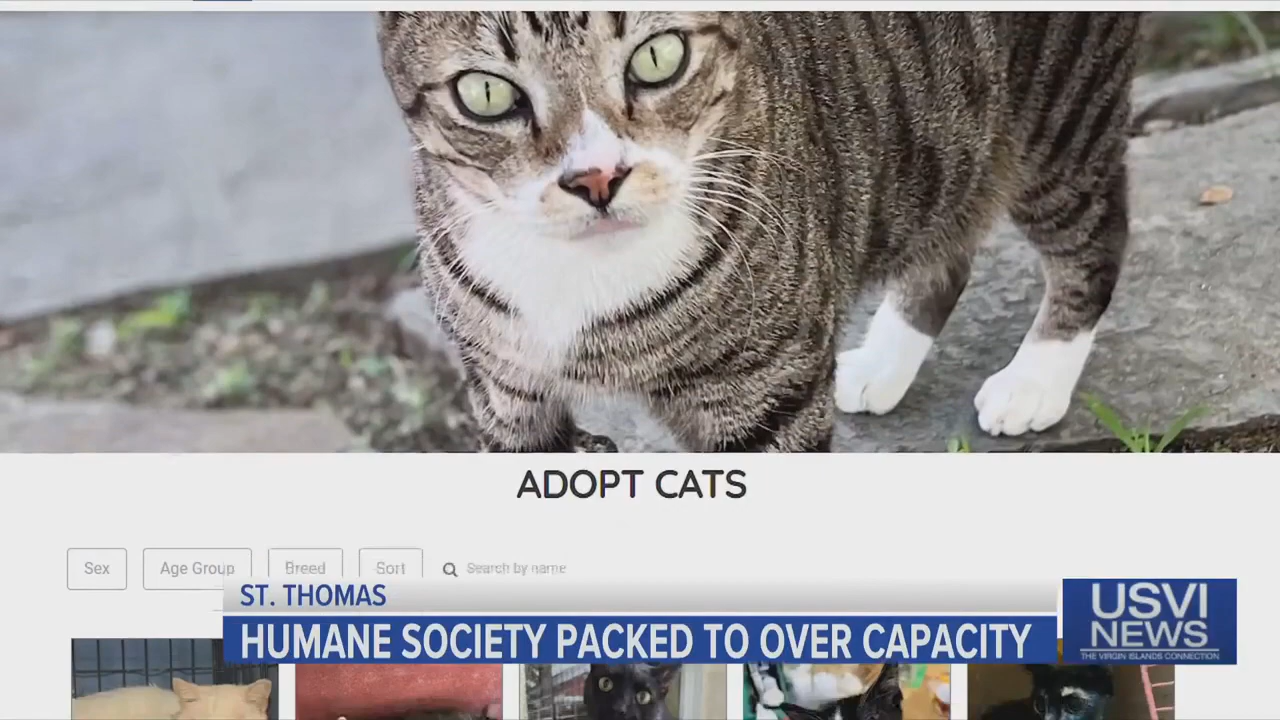 ADOPT CATS
Sex
Age Group
Breed
Sort
Search by name
ST. THOMAS
HUMANE SOCIETY PACKED TO OVER CAPACITY
USVI
NEWS
THE VIRGIN ISLANDS CONNECTION